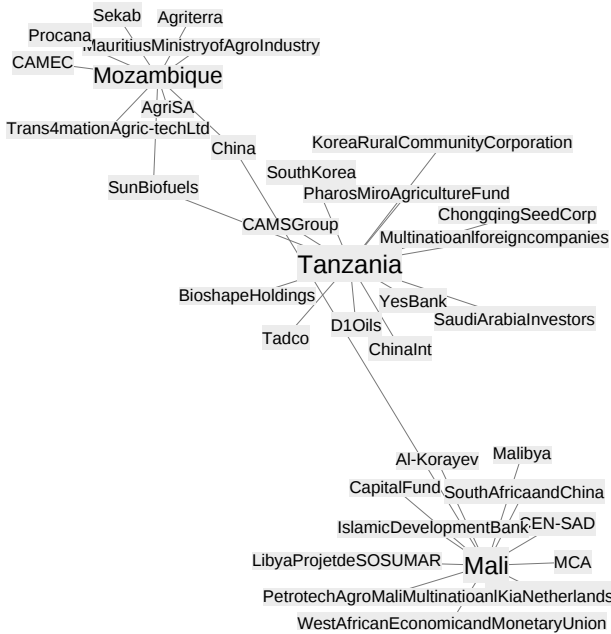 Sekab
Agriterra
Procana
MauritiusMinistryofAgroIndustry
CAMEC
Mozambique
AgriSA
Trans4mationAgric-techLtd
China
KoreaRuralCommunityCorporation
SouthKorea
SunBiofuels
PharosMiroAgricultureFund
ChongqingSeedCorp
CAMSGroup
Multinatioanlforeigncompanies
Tanzania
BioshapeHoldings
YesBank
SaudiArabiaInvestors
D1Oils
Tadco
ChinaInt
Al-Korayev
Malibya
CapitalFund
SouthAfricaandChina
IslamicDevelopmentBank
CEN-SAD
LibyaProjetdeSOSUMAR
Mali
MCA
PetrotechAgroMaliMultinatioanlKiaNetherlands
WestAfricanEconomicandMonetaryUnion